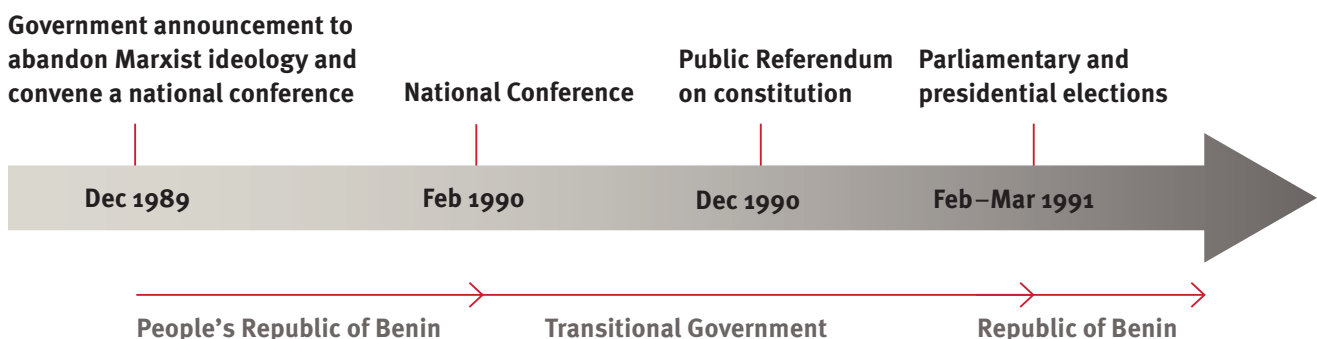 Government announcement to
abandon Marxist ideology and
convene a national conference
National Conference
Public Referendum
on constitution
Parliamentary and
presidential elections
Dec 1989
Feb 1990
Dec 1990
Feb–Mar 1991
People's Republic of Benin
Transitional Government
Republic of Benin